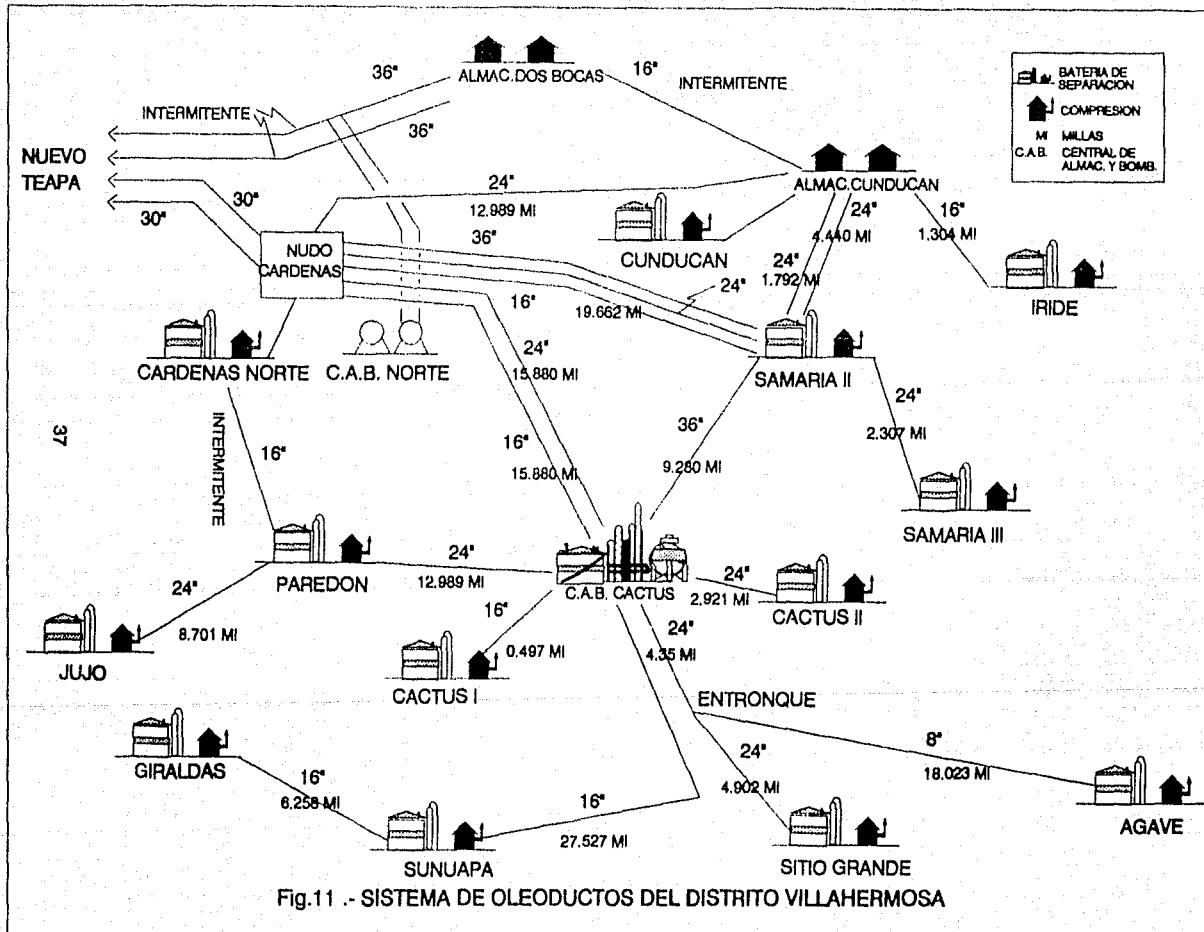 36"
ALMAC.DOS BOCAS
16"
INTERMITENTE
BATERIA DE
SEPARACION
COMPRESION
MI MILLAS
C.A.B. CENTRAL DE
ALMAC. Y BOMB.
INTERMITENTE
36"
NUEVO
TEAPA
30"
30"
24"
12.989 MI
ALMAC.CUNDUCAN
CUNDUCAN
24"
4.440 MI
24"
1.792 MI
16"
1.304 MI
IRIDE
NUDO
CARDENAS
36"
24"
19.662 MI
16"
24"
15.880 MI
16"
15.880 MI
CARDENAS NORTE
C.A.B. NORTE
SAMARIA II
24"
2.307 MI
SAMARIA III
36"
9.280 MI
37
INTERMITENTE
16"
PAREDON
24"
12.989 MI
C.A.B. CACTUS
24"
2.921 MI
CACTUS II
24"
8.701 MI
JUJO
16"
0.497 MI
CACTUS I
24"
4.35 MI
ENTRONQUE
8"
18.023 MI
AGAVE
GIRALDAS
16"
6.258 MI
SUNUAPA
16"
27.527 MI
24"
4.902 MI
SITIO GRANDE
Fig.11 .- SISTEMA DE OLEODUCTOS DEL DISTRITO VILLAHERMOSA